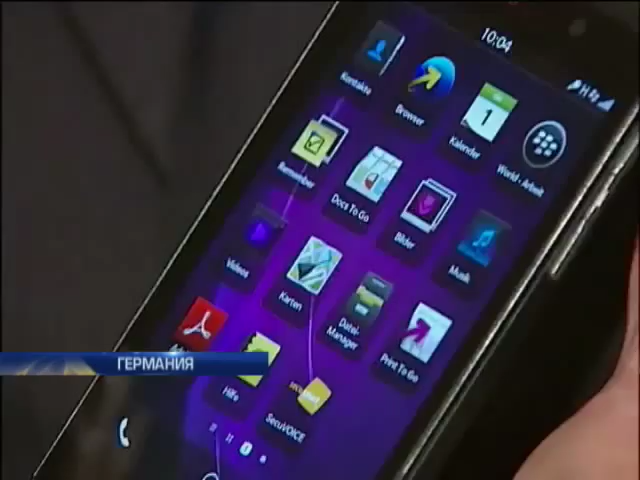 10:04
H
Kontakte
Browser
1
Kalender
World - Arbeit
Remember
Docs To Go
Bilder
Musik
Videos
Karten
Datei-
Manager
Print To Go
ГЕРМАНИЯ
Hilfe
SecuVOICE